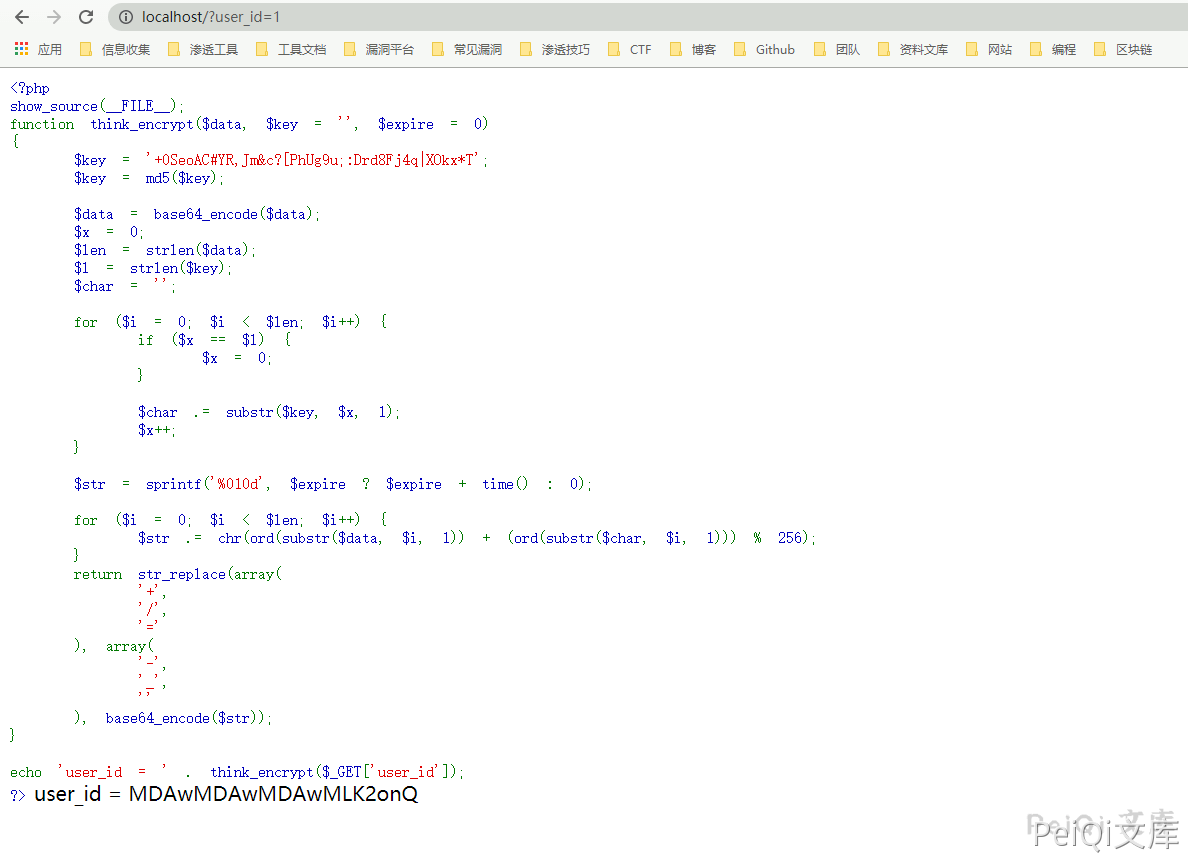 localhost/?user_id=1
应用 信息收集 渗透工具 工具文档 漏洞平台 常见漏洞 渗透技巧 CTF 博客 Github 团队 资料文库 网站 编程 区块链
<?php
show_source(__FILE__);
function think_encrypt($data, $key = '', $expire = 0)
{
$key = '+0SeoAC#YR,Jm&c?[PhUg9u;:Drd8Fj4q|XOkx*T';
$key = md5($key);
$data = base64_encode($data);
$x = 0;
$len = strlen($data);
$l = strlen($key);
$char = '';
for ($i = 0; $i < $len; $i++) {
if ($x == $l) {
$x = 0;
}
$char .= substr($key, $x, 1);
$x++;
}
$str = sprintf('%010d', $expire ? $expire + time() : 0);
for ($i = 0; $i < $len; $i++) {
$str .= chr(ord(substr($data, $i, 1)) + (ord(substr($char, $i, 1))) % 256);
}
return str_replace(array(
'+',
'/',
'='
), array(
'-',
'_',
''
), base64_encode($str));
}
echo 'user_id = ' . think_encrypt($_GET['user_id']);
?> user_id = MDAwMDAwMDAwMLK2onQ
PeiQi文库